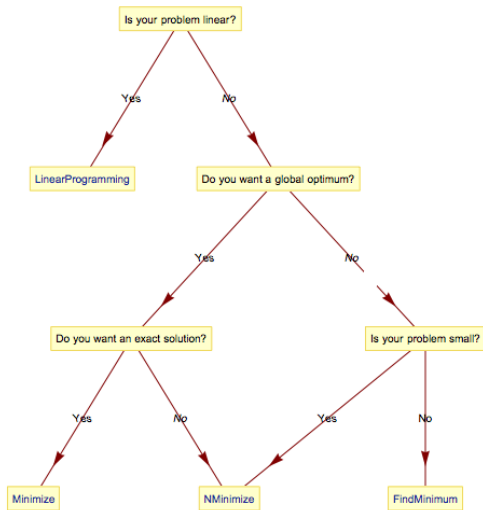 Is your problem linear?
Yes
No
LinearProgramming
Do you want a global optimum?
Yes
No
Do you want an exact solution?
Is your problem small?
Yes
No
Yes
No
Minimize
NMinimize
FindMinimum